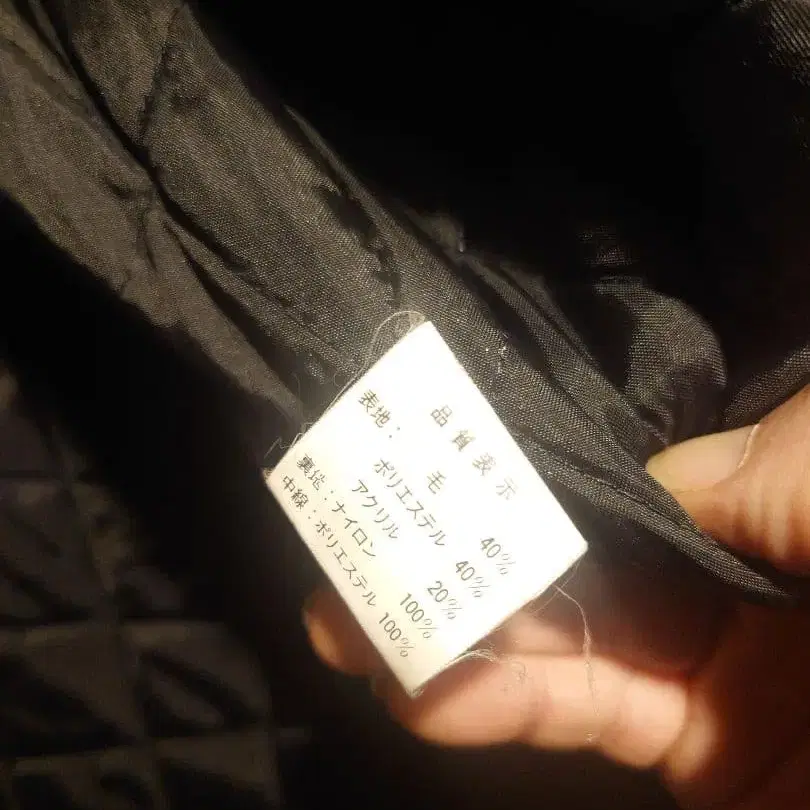 品質表示
表地： 毛 40%
ポリエステル 40%
アクリル 20%
裏地：ナイロン 100%
中線：ポリエステル 100%